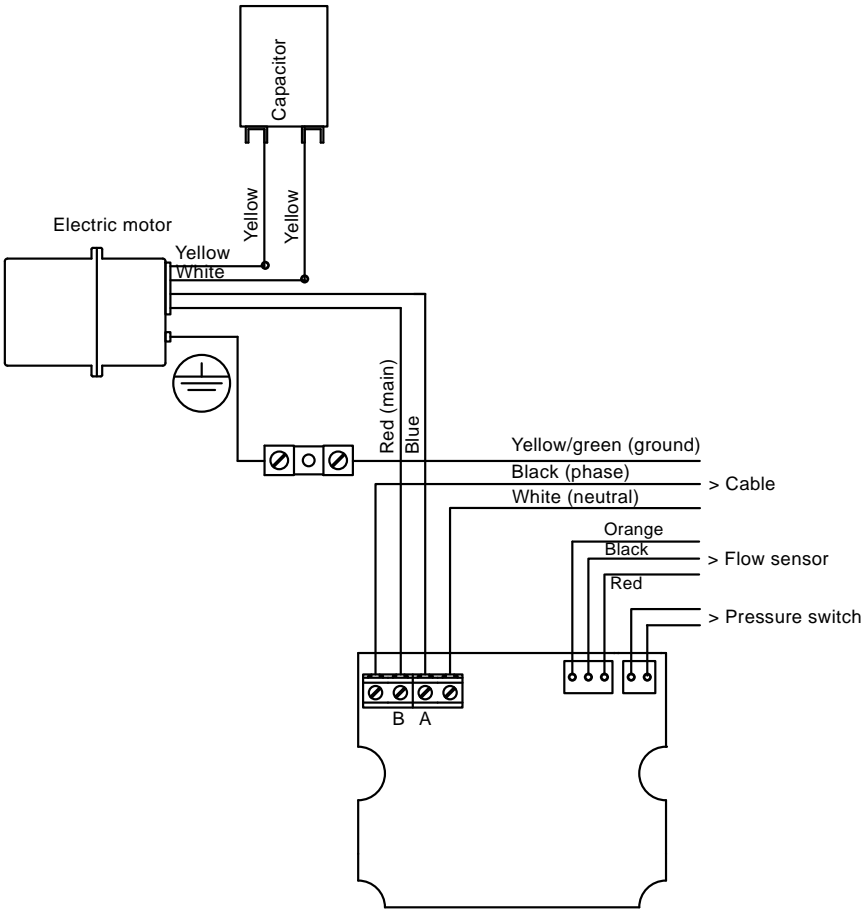 Capacitor
Yellow
Yellow
Electric motor
Yellow
White
Red (main)
Blue
Yellow/green (ground)
Black (phase)
> Cable
White (neutral)
Orange
Black
> Flow sensor
Red
> Pressure switch
B A